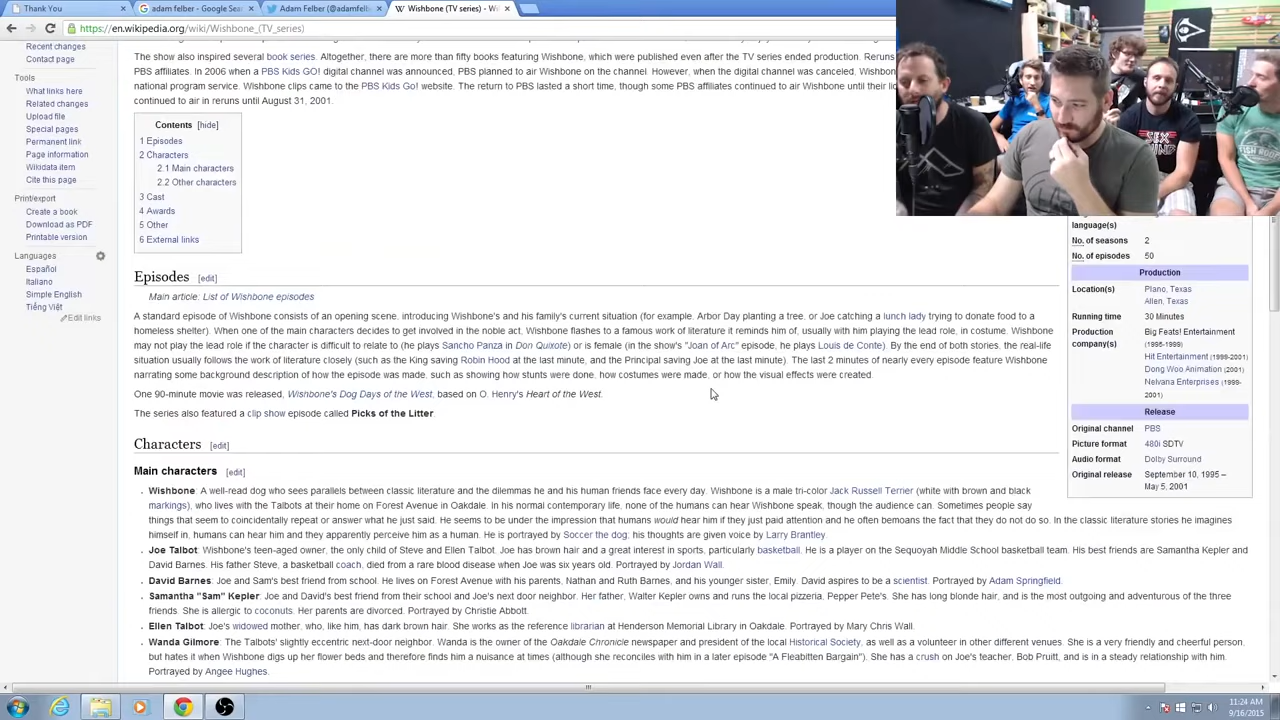 Thank You
adam felber - Google Sea
Adam Felber (@adamfelb
Wishbone (TV series) - Wi
https://en.wikipedia.org/wiki/Wishbone_(TV_series)
Recent changes
Contact page
Tools
What links here
Related changes
Upload file
Special pages
Permanent link
Page information
Wikidata item
Cite this page
Print/export
Create a book
Download as PDF
Printable version
Languages
Español
Italiano
Simple English
Tiếng Việt
Edit links
The show also inspired several book series. Altogether, there are more than fifty books featuring Wishbone, which were published even after the TV series ended production. Reruns
PBS affiliates. In 2006 when a PBS Kids GO! digital channel was announced, PBS planned to air Wishbone on the channel. However, when the digital channel was canceled, Wishbon
national program service. Wishbone clips came to the PBS Kids Go! website. The return to PBS lasted a short time, though some PBS affiliates continued to air Wishbone until their lic
continued to air in reruns until August 31, 2001.
Contents [hide]
1 Episodes
2 Characters
2.1 Main characters
2.2 Other characters
3 Cast
4 Awards
5 Other
6 External links
Episodes [edit]
Main article: List of Wishbone episodes
A standard episode of Wishbone consists of an opening scene, introducing Wishbone's and his family's current situation (for example, Arbor Day planting a tree, or Joe catching a lunch lady trying to donate food to a
homeless shelter). When one of the main characters decides to get involved in the noble act, Wishbone flashes to a famous work of literature it reminds him of, usually with him playing the lead role, in costume. Wishbone
may not play the lead role if the character is difficult to relate to (he plays Sancho Panza in Don Quixote) or is female (in the show's "Joan of Arc" episode, he plays Louis de Conte). By the end of both stories, the real-life
situation usually follows the work of literature closely (such as the King saving Robin Hood at the last minute, and the Principal saving Joe at the last minute). The last 2 minutes of nearly every episode feature Wishbone
narrating some background description of how the episode was made, such as showing how stunts were done, how costumes were made, or how the visual effects were created.
One 90-minute movie was released, Wishbone's Dog Days of the West, based on O. Henry's Heart of the West.
The series also featured a clip show episode called Picks of the Litter.
Characters [edit]
Main characters [edit]
Wishbone: A well-read dog who sees parallels between classic literature and the dilemmas he and his human friends face every day. Wishbone is a male tri-color Jack Russell Terrier (white with brown and black
markings), who lives with the Talbots at their home on Forest Avenue in Oakdale. In his normal contemporary life, none of the humans can hear Wishbone speak, though the audience can. Sometimes people say
things that seem to coincidentally repeat or answer what he just said. He seems to be under the impression that humans would hear him if they just paid attention and he often bemoans the fact that they do not do so. In the classic literature stories he imagines
himself in, humans can hear him and they apparently perceive him as a human. He is portrayed by Soccer the dog; his thoughts are given voice by Larry Brantley.
Joe Talbot: Wishbone's teen-aged owner, the only child of Steve and Ellen Talbot. Joe has brown hair and a great interest in sports, particularly basketball. He is a player on the Sequoyah Middle School basketball team. His best friends are Samantha Kepler and
David Barnes. His father Steve, a basketball coach, died from a rare blood disease when Joe was six years old. Portrayed by Jordan Wall.
David Barnes: Joe and Sam's best friend from school. He lives on Forest Avenue with his parents, Nathan and Ruth Barnes, and his younger sister, Emily. David aspires to be a scientist. Portrayed by Adam Springfield.
Samantha "Sam" Kepler: Joe and David's best friend from their school and Joe's next door neighbor. Her father, Walter Kepler owns and runs the local pizzeria, Pepper Pete's. She has long blonde hair, and is the most outgoing and adventurous of the three
friends. She is allergic to coconuts. Her parents are divorced. Portrayed by Christie Abbott.
Ellen Talbot: Joe's widowed mother, who, like him, has dark brown hair. She works as the reference librarian at Henderson Memorial Library in Oakdale. Portrayed by Mary Chris Wall.
Wanda Gilmore: The Talbots' slightly eccentric next-door neighbor. Wanda is the owner of the Oakdale Chronicle newspaper and president of the local Historical Society, as well as a volunteer in other different venues. She is a very friendly and cheerful person,
but hates it when Wishbone digs up her flower beds and therefore finds him a nuisance at times (although she reconciles with him in a later episode "A Fleabitten Bargain"). She has a crush on Joe's teacher, Bob Pruitt, and is in a steady relationship with him.
Portrayed by Angee Hughes.
language(s)
No. of seasons 2
No. of episodes 50
Production
Location(s) Plano, Texas
Allen, Texas
Running time 30 Minutes
Production company(s) Big Feats! Entertainment
(1995-1999)
Hit Entertainment (1999-2001)
Dong Woo Animation (2001)
Nelvana Enterprises (1999-
2001)
Release
Original channel PBS
Picture format 480i SDTV
Audio format Dolby Surround
Original release September 10, 1995 –
May 5, 2001
11:24 AM
9/16/2015